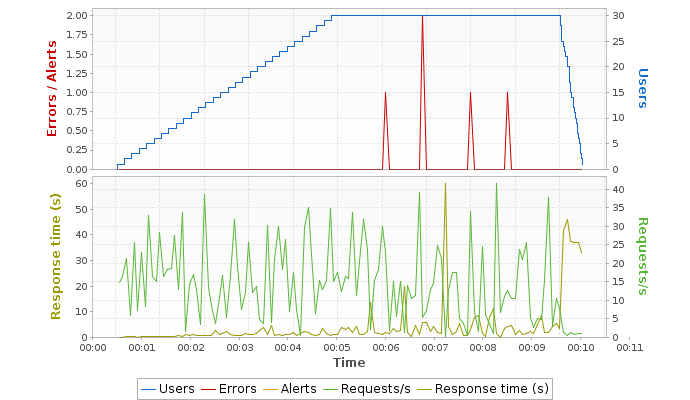 2.00 30
1.75 25
1.50
1.25 20
1.00 15
0.75 10
0.50
0.25 5
0.00 0
Errors / Alerts
Users
60 40
50 35
40 30
25
30 20
20 15
10 10
5
0 0
Response time (s)
Requests/s
00:00 00:01 00:02 00:03 00:04 00:05 00:06 00:07 00:08 00:09 00:10 00:11
Time
Users Errors Alerts Requests/s Response time (s)